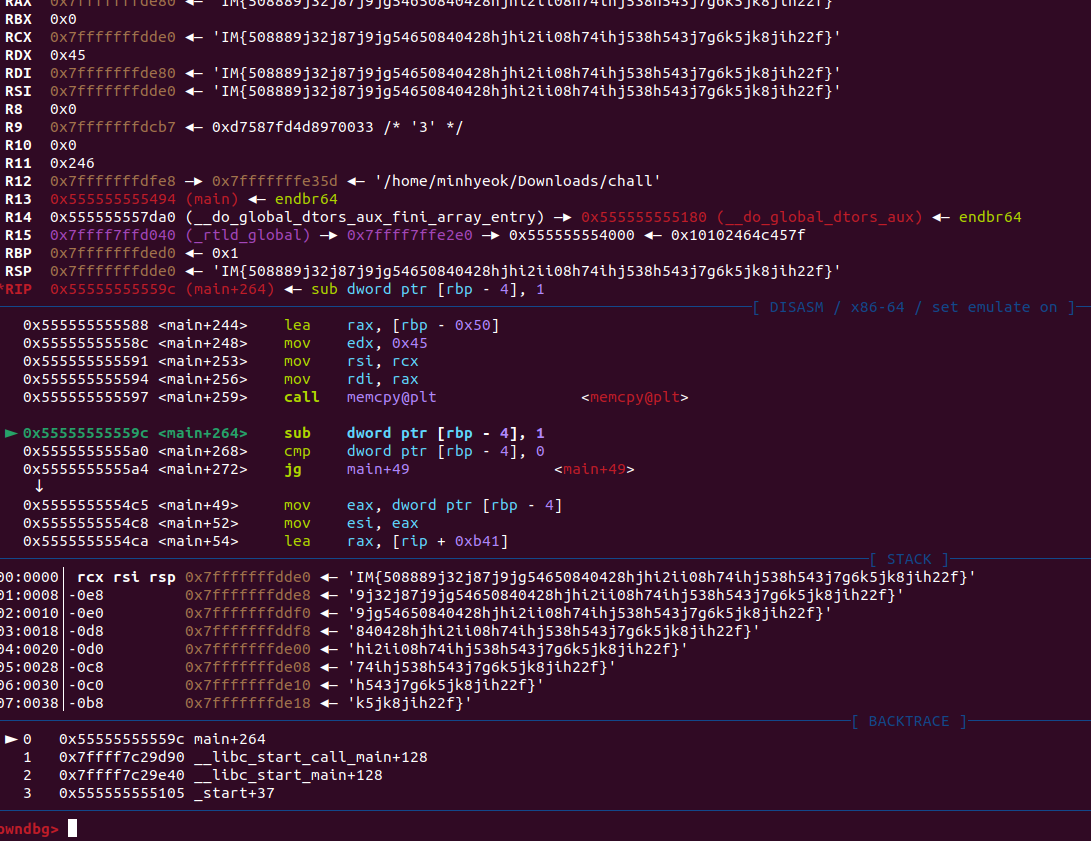 RAX 0x7fffffffde80 ◂— 'IM{508889j32j87j9jg54650840428hjhi2ii08h74ihj538h543j7g6k5jk8jih22f}'
RBX 0x0
RCX 0x7fffffffdde0 ◂— 'IM{508889j32j87j9jg54650840428hjhi2ii08h74ihj538h543j7g6k5jk8jih22f}'
RDX 0x45
RDI 0x7fffffffde80 ◂— 'IM{508889j32j87j9jg54650840428hjhi2ii08h74ihj538h543j7g6k5jk8jih22f}'
RSI 0x7fffffffdde0 ◂— 'IM{508889j32j87j9jg54650840428hjhi2ii08h74ihj538h543j7g6k5jk8jih22f}'
R8 0x0
R9 0x7fffffffdcb7 ◂— 0xd7587fd4d8970033 /* '3' */
R10 0x0
R11 0x246
R12 0x7fffffffdfe8 —▸ 0x7fffffffe35d ◂— '/home/minhyeok/Downloads/chall'
R13 0x555555555494 (main) ◂— endbr64
R14 0x555555557da0 (__do_global_dtors_aux_fini_array_entry) —▸ 0x555555555180 (__do_global_dtors_aux) ◂— endbr64
R15 0x7ffff7ffd040 (_rtld_global) —▸ 0x7ffff7ffe2e0 —▸ 0x555555554000 ◂— 0x10102464c457f
RBP 0x7fffffffded0 ◂— 0x1
RSP 0x7fffffffdde0 ◂— 'IM{508889j32j87j9jg54650840428hjhi2ii08h74ihj538h543j7g6k5jk8jih22f}'
*RIP 0x55555555559c (main+264) ◂— sub dword ptr [rbp - 4], 1
[ DISASM / x86-64 / set emulate on ]
0x555555555588 <main+244> lea rax, [rbp - 0x50]
0x55555555558c <main+248> mov edx, 0x45
0x555555555591 <main+253> mov rsi, rcx
0x555555555594 <main+256> mov rdi, rax
0x555555555597 <main+259> call memcpy@plt <memcpy@plt>
► 0x55555555559c <main+264> sub dword ptr [rbp - 4], 1
0x5555555555a0 <main+268> cmp dword ptr [rbp - 4], 0
0x5555555555a4 <main+272> jg main+49 <main+49>
↓
0x5555555554c5 <main+49> mov eax, dword ptr [rbp - 4]
0x5555555554c8 <main+52> mov esi, eax
0x5555555554ca <main+54> lea rax, [rip + 0xb41]
[ STACK ]
00:0000│ rcx rsi rsp 0x7fffffffdde0 ◂— 'IM{508889j32j87j9jg54650840428hjhi2ii08h74ihj538h543j7g6k5jk8jih22f}'
01:0008│-0e8 0x7fffffffdde8 ◂— '9j32j87j9jg54650840428hjhi2ii08h74ihj538h543j7g6k5jk8jih22f}'
02:0010│-0e0 0x7fffffffddf0 ◂— '9jg54650840428hjhi2ii08h74ihj538h543j7g6k5jk8jih22f}'
03:0018│-0d8 0x7fffffffddf8 ◂— '840428hjhi2ii08h74ihj538h543j7g6k5jk8jih22f}'
04:0020│-0d0 0x7fffffffde00 ◂— 'hi2ii08h74ihj538h543j7g6k5jk8jih22f}'
05:0028│-0c8 0x7fffffffde08 ◂— '74ihj538h543j7g6k5jk8jih22f}'
06:0030│-0c0 0x7fffffffde10 ◂— 'h543j7g6k5jk8jih22f}'
07:0038│-0b8 0x7fffffffde18 ◂— 'k5jk8jih22f}'
[ BACKTRACE ]
► 0 0x55555555559c main+264
1 0x7ffff7c29d90 __libc_start_call_main+128
2 0x7ffff7c29e40 __libc_start_main+128
3 0x555555555105 _start+37
pwndbg>